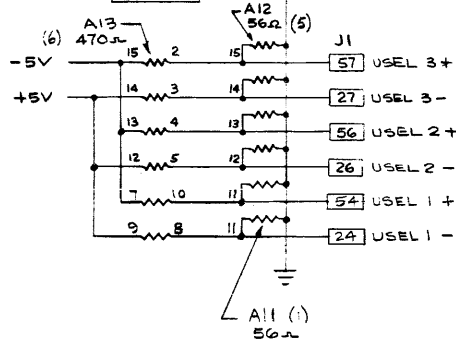 A13
470Ω
A12
56Ω (5)
J1
(6)
-5V
15 2 15 57 USEL 3+
+5V
14 3 14 27 USEL 3-
13 4 13 56 USEL 2+
12 5 12 26 USEL 2-
7 10 11 54 USEL 1+
9 8 11 24 USEL 1-
A11 (1)
56Ω